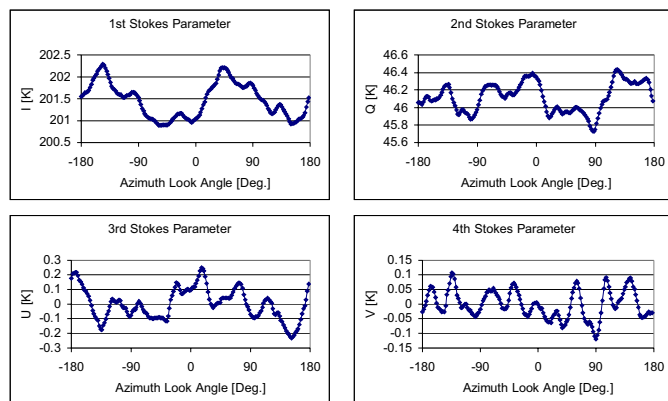 1st Stokes Parameter
202.5
202
201.5
201
200.5
I [K]
-180 -90 0 90 180
Azimuth Look Angle [Deg.]
2nd Stokes Parameter
46.6
46.4
46.2
46
45.8
45.6
Q [K]
-180 -90 0 90 180
Azimuth Look Angle [Deg.]
3rd Stokes Parameter
0.3
0.2
0.1
0
-0.1
-0.2
-0.3
U [K]
-180 -90 0 90 180
Azimuth Look Angle [Deg.]
4th Stokes Parameter
0.15
0.1
0.05
0
-0.05
-0.1
-0.15
V [K]
-180 -90 0 90 180
Azimuth Look Angle [Deg.]